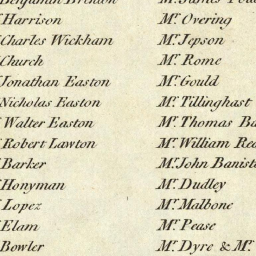 Harrison
Charles Wickham
Church
Jonathan Easton
Nicholas Easton
Walter Easton
Robert Lawton
Barker
Honyman
Lopez
Elam
Bowler
Mr. Overing
Mr. Jepson
Mr. Rome
Mr. Gould
Mr. Tillinghast
Mr. Thomas
Mr. William
Mr. John
Mr. Dudley
Mr. Malbone
Mr. Pease
Mr. Dyre & Mr.